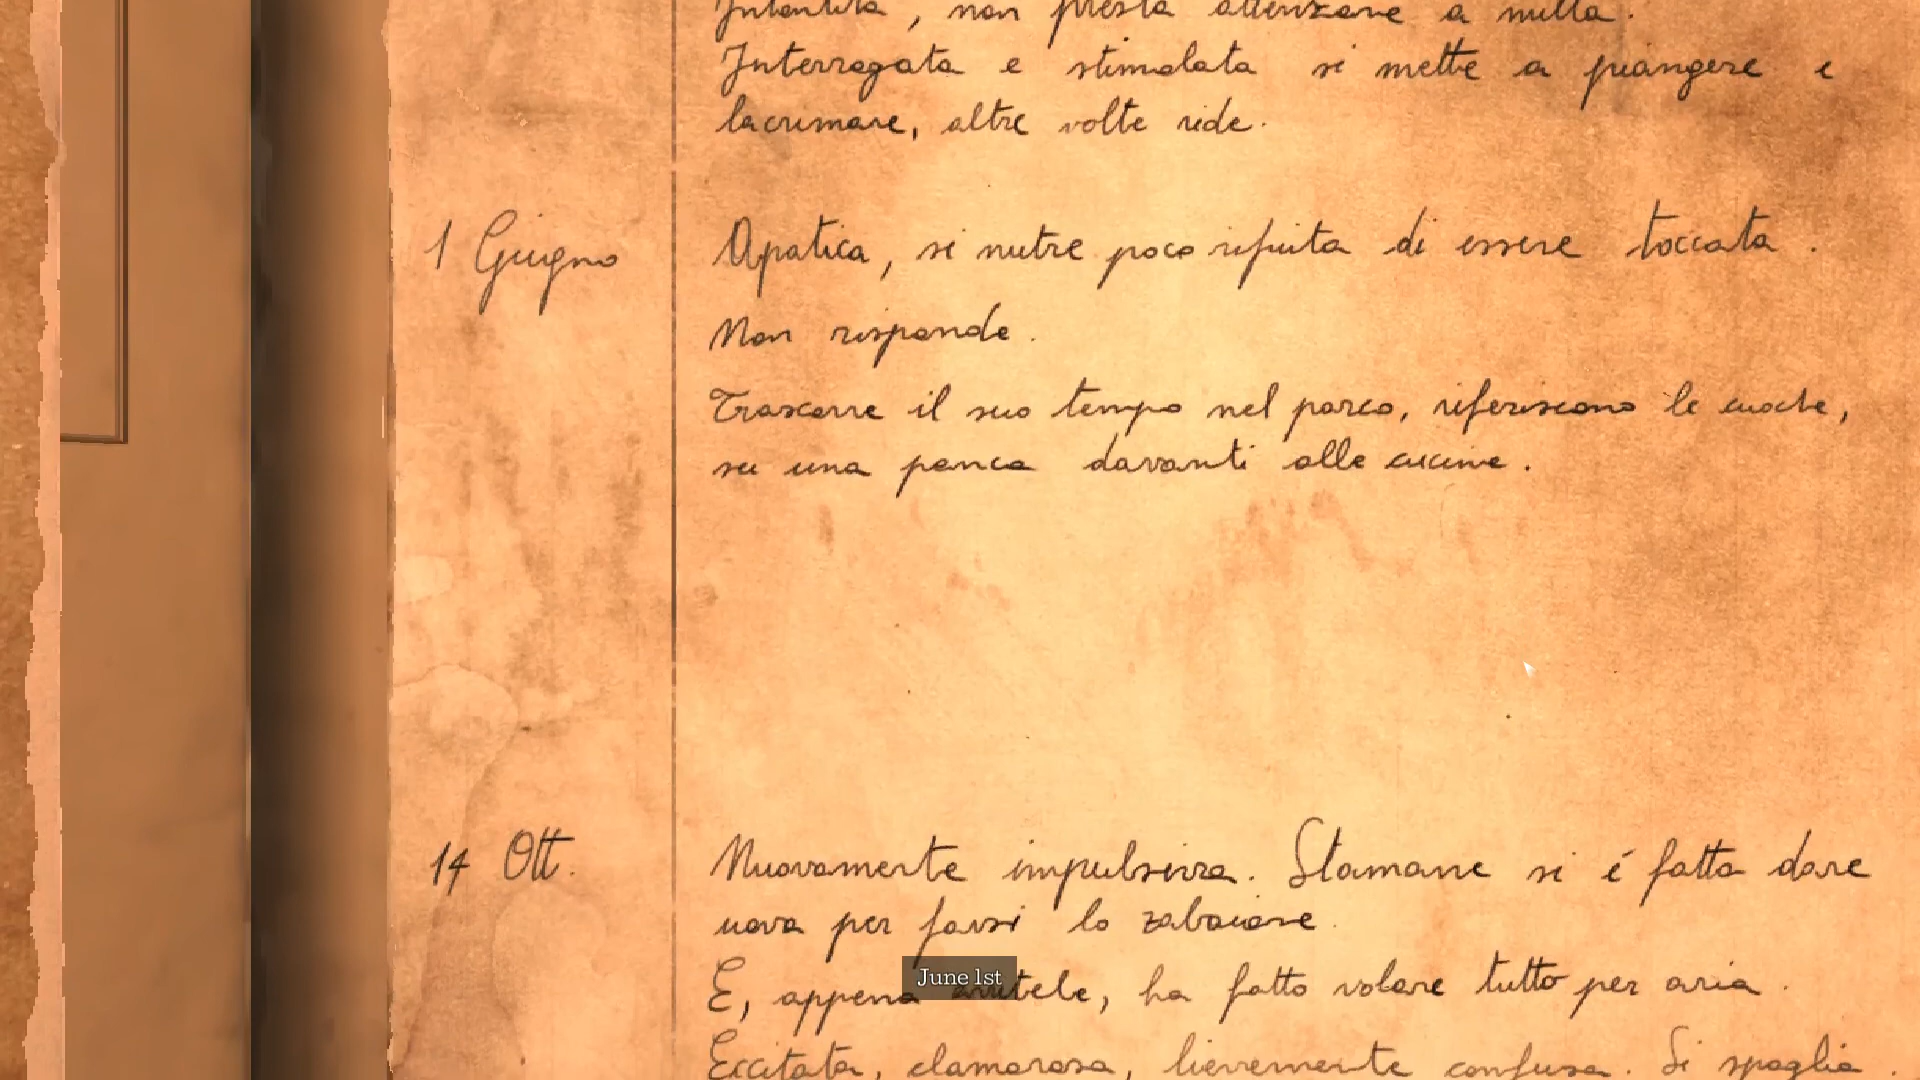 non presta attenzione a nulla.
Interrogata e stimolata si mette a piangere e
lacrimare, altre volte ride.
1 Giugno
Apatica, si nutre poco rifiuta di essere toccata.
Non risponde.
Trascorre il suo tempo nel parco, riferiscono le cuoche,
su una panca davanti alle cucine.
14 Ott.
Nuovamente impulsiva. Stamane si é fatta dare
uova per farsi lo zabaione
E, appena avutele, ha fatto volare tutto per aria.
Eccitata, clamorosa, lievemente confusa. Si spoglia.
June 1st